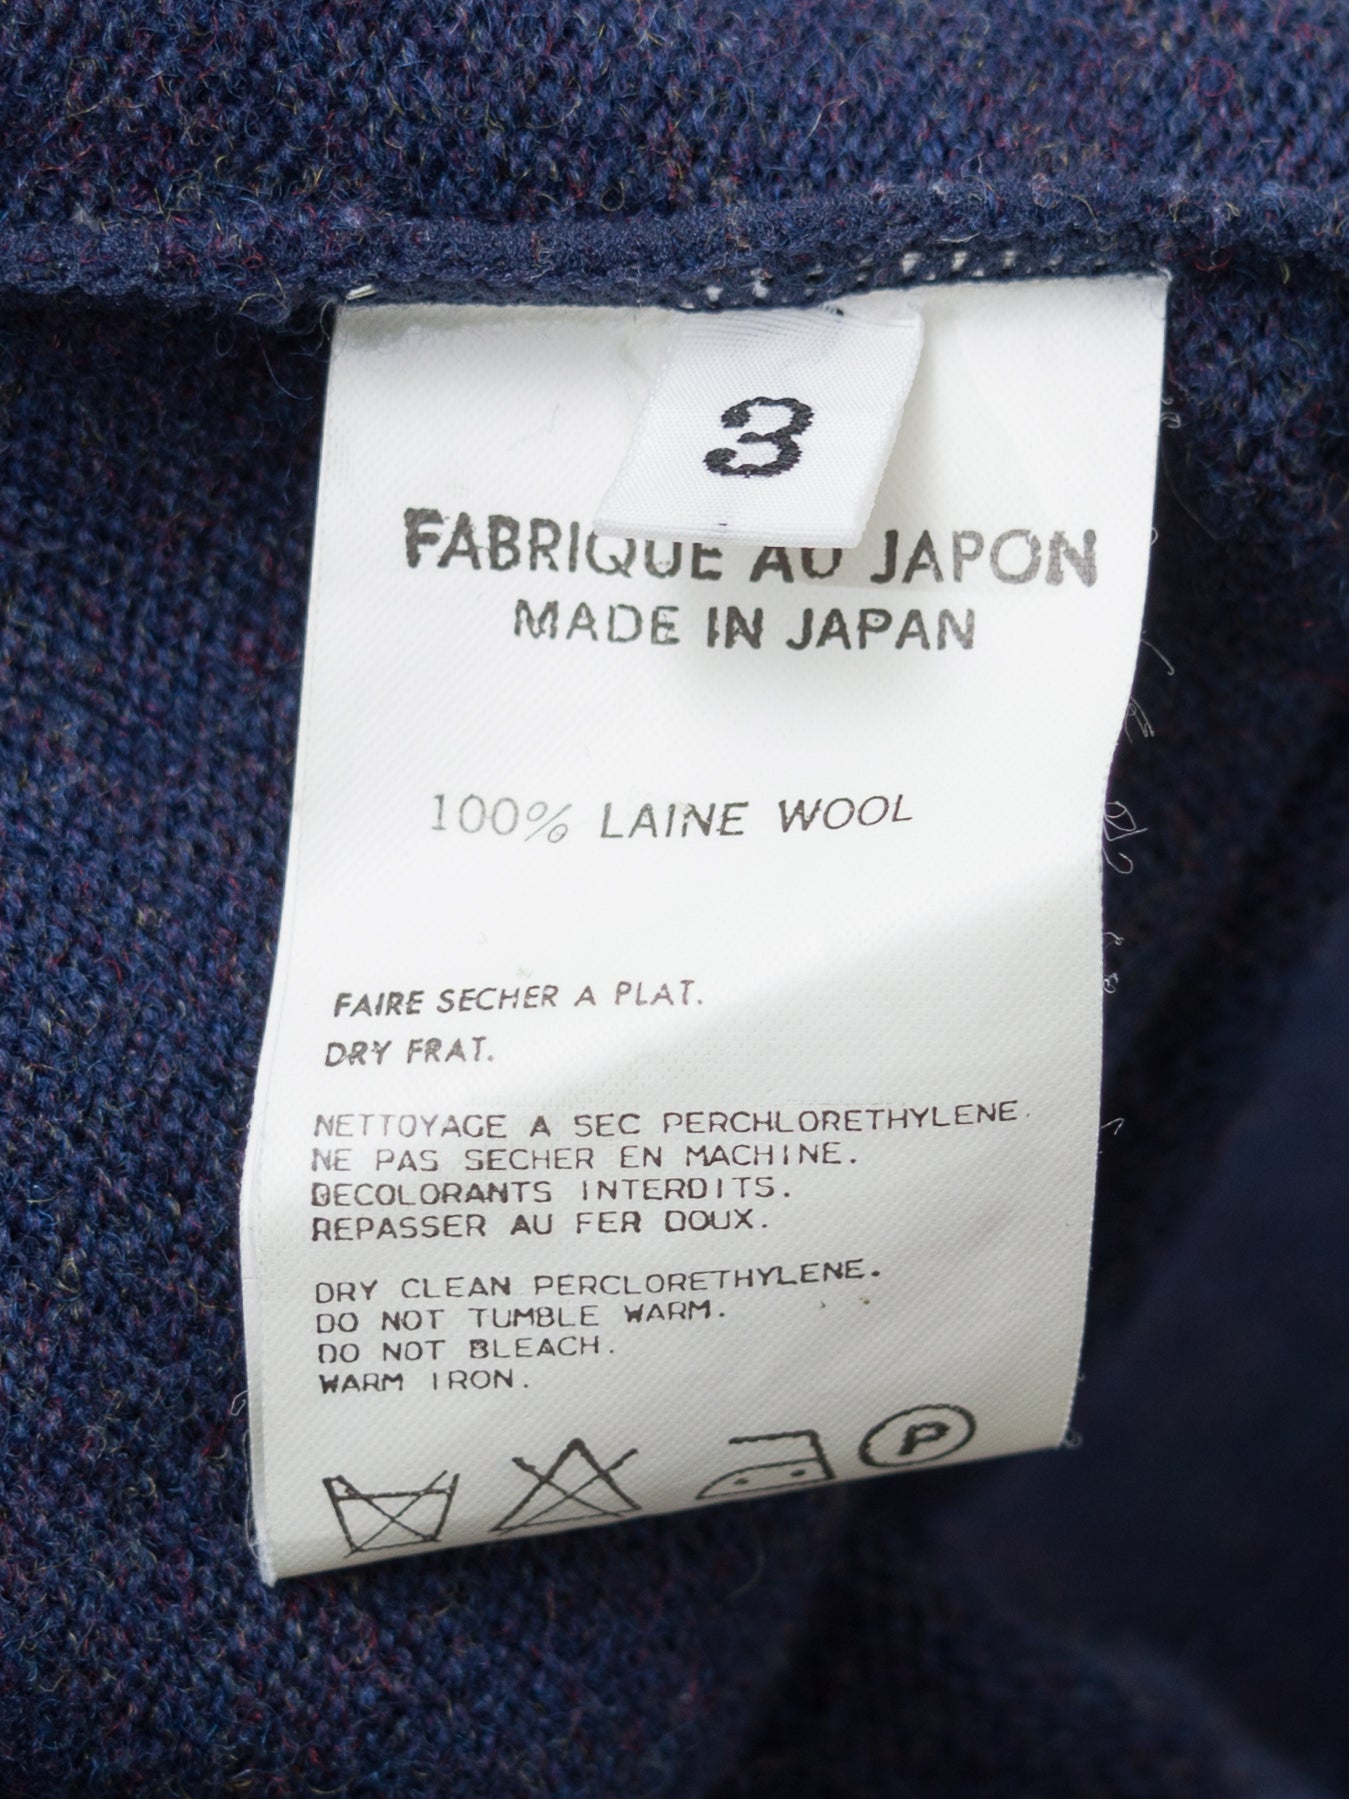 3
FABRIQUE AU JAPON
MADE IN JAPAN
100% LAINE WOOL
FAIRE SECHER A PLAT.
DRY FRAT.
NETTOYAGE A SEC PERCHLORETHYLENE.
NE PAS SECHER EN MACHINE.
DECOLORANTS INTERDITS.
REPASSER AU FER DOUX.
DRY CLEAN PERCLORETHYLENE.
DO NOT TUMBLE WARM.
DO NOT BLEACH.
WARM IRON.
P